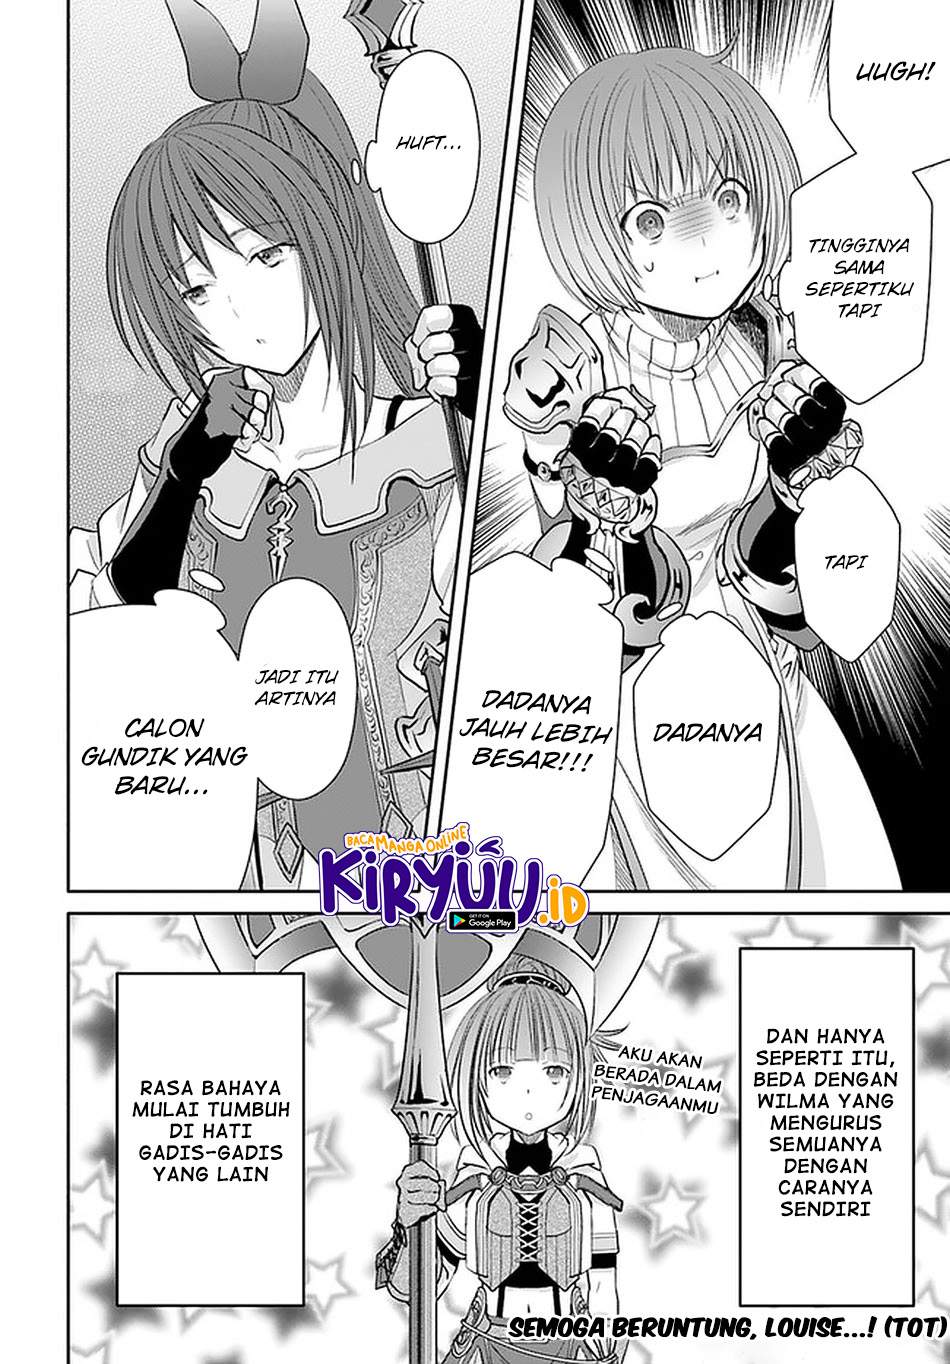 UUGH!
TINGGINYA
SAMA
SEPERTIKU
TAPI
TAPI
DADANYA
DADANYA
JAUH LEBIH
BESAR!!!
HUFT...
JADI ITU
ARTINYA
CALON
GUNDIK YANG
BARU...
BACA MANGA ONLINE
KIRYUU.ID
GET IT ON
Google Play
DAN HANYA
SEPERTI ITU,
BEDA DENGAN
WILMA YANG
MENGURUS
SEMUANYA
DENGAN
CARANYA
SENDIRI
AKU AKAN
BERADA DALAM
PENJAGAANMU
RASA BAHAYA
MULAI TUMBUH
DI HATI
GADIS-GADIS
YANG LAIN
SEMOGA BERUNTUNG, LOUISE...! (TOT)